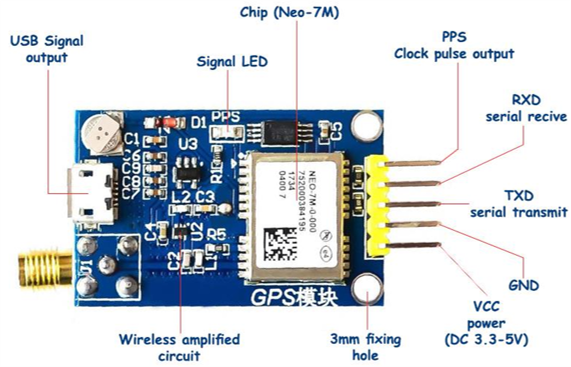 Chip (Neo-7M)
USB Signal
output
Signal LED
PPS
Clock pulse output
RXD
serial recive
TXD
serial transmit
GND
VCC
power
(DC 3.3-5V)
3mm fixing
hole
Wireless amplified
circuit
D1
PPS
C5
C1
U3
C6
C9
C8
C7
R1
L2
C3
C4
U2
R5
C2
NEO-7M-0-000
752000384195
1734
0400 7
GPS模块